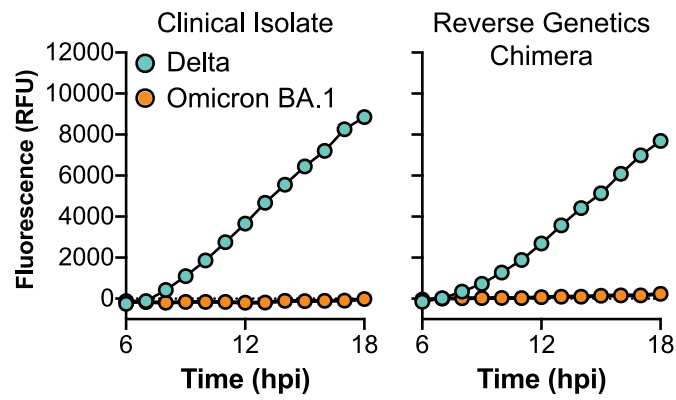 Clinical Isolate
Reverse Genetics
Chimera
Fluorescence (RFU)
12000
10000
8000
6000
4000
2000
0
Delta
Omicron BA.1
6
12
18
6
12
18
Time (hpi)
Time (hpi)